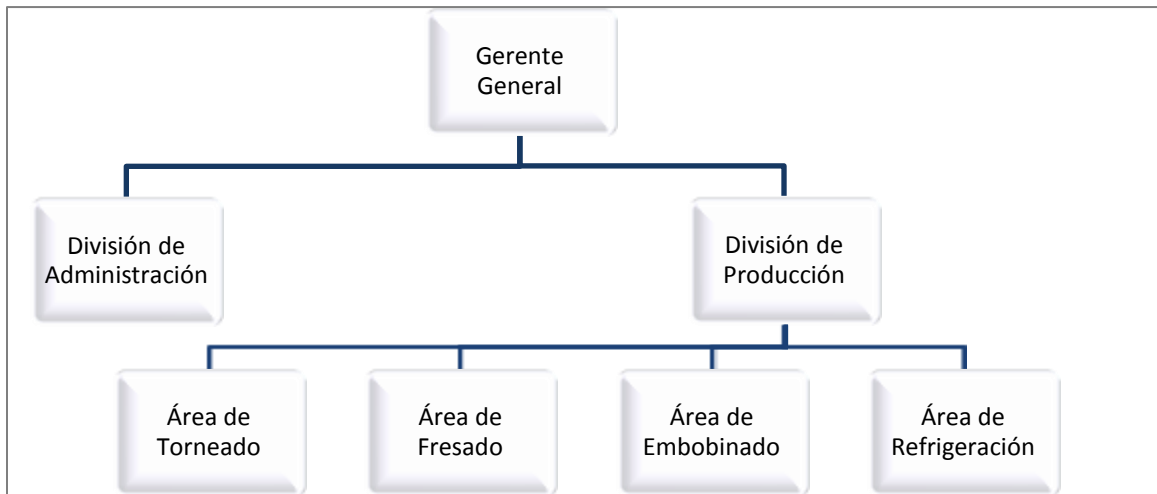 Gerente
General
División de
Administración
División de
Producción
Área de
Torneado
Área de
Fresado
Área de
Embobinado
Área de
Refrigeración